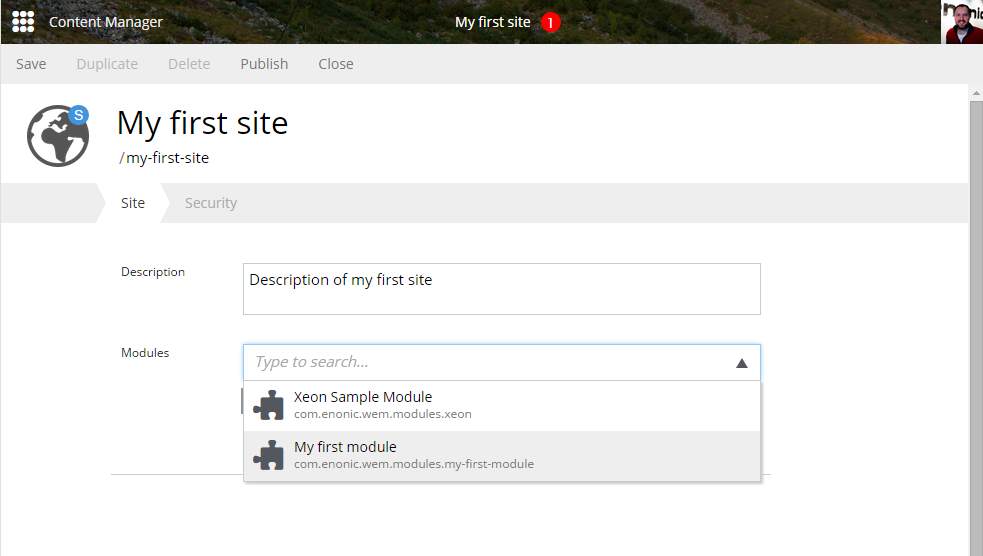 Content Manager
My first site 1
Save Duplicate Delete Publish Close
S
My first site
/my-first-site
Site Security
Description
Description of my first site
Modules
Type to search...
Xeon Sample Module
com.enonic.wem.modules.xeon
My first module
com.enonic.wem.modules.my-first-module